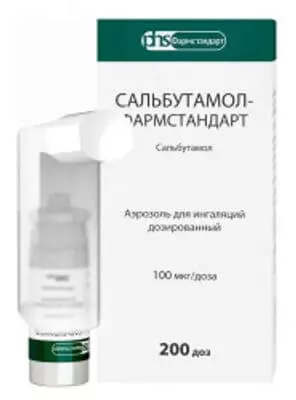 phs Фармстандарт
САЛЬБУТАМОЛ-
ФАРМСТАНДАРТ
Сальбутамол
Аэрозоль для ингаляций
дозированный
100 мкг/доза
200 доз